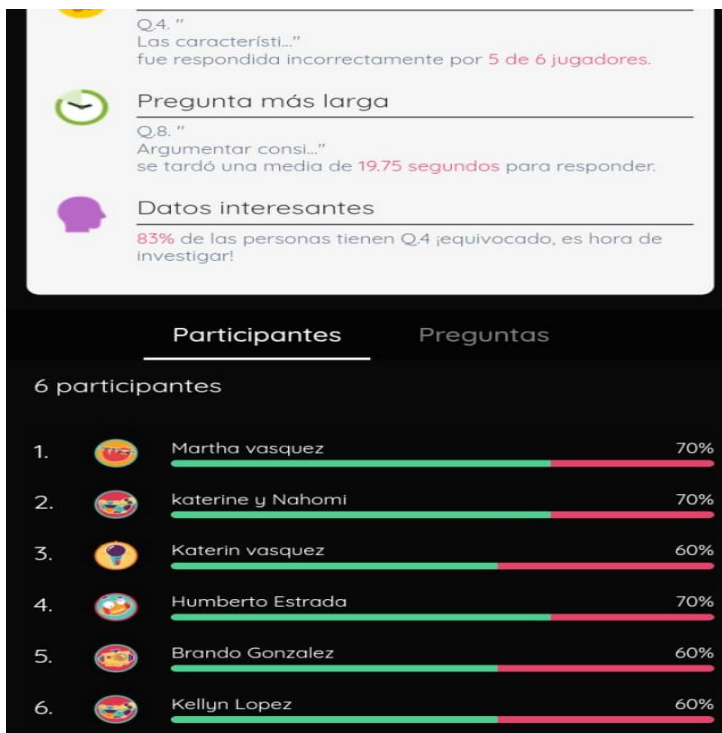 Q.4. "
Las característi..."
fue respondida incorrectamente por 5 de 6 jugadores.
Pregunta más larga
Q.8. "
Argumentar consi..."
se tardó una media de 19.75 segundos para responder.
Datos interesantes
83% de las personas tienen Q.4 ¡equivocado, es hora de
investigar!
Participantes Preguntas
6 participantes
1. Martha vasquez 70%
2. katerine y Nahomi 70%
3. Katerin vasquez 60%
4. Humberto Estrada 70%
5. Brando Gonzalez 60%
6. Kellyn Lopez 60%